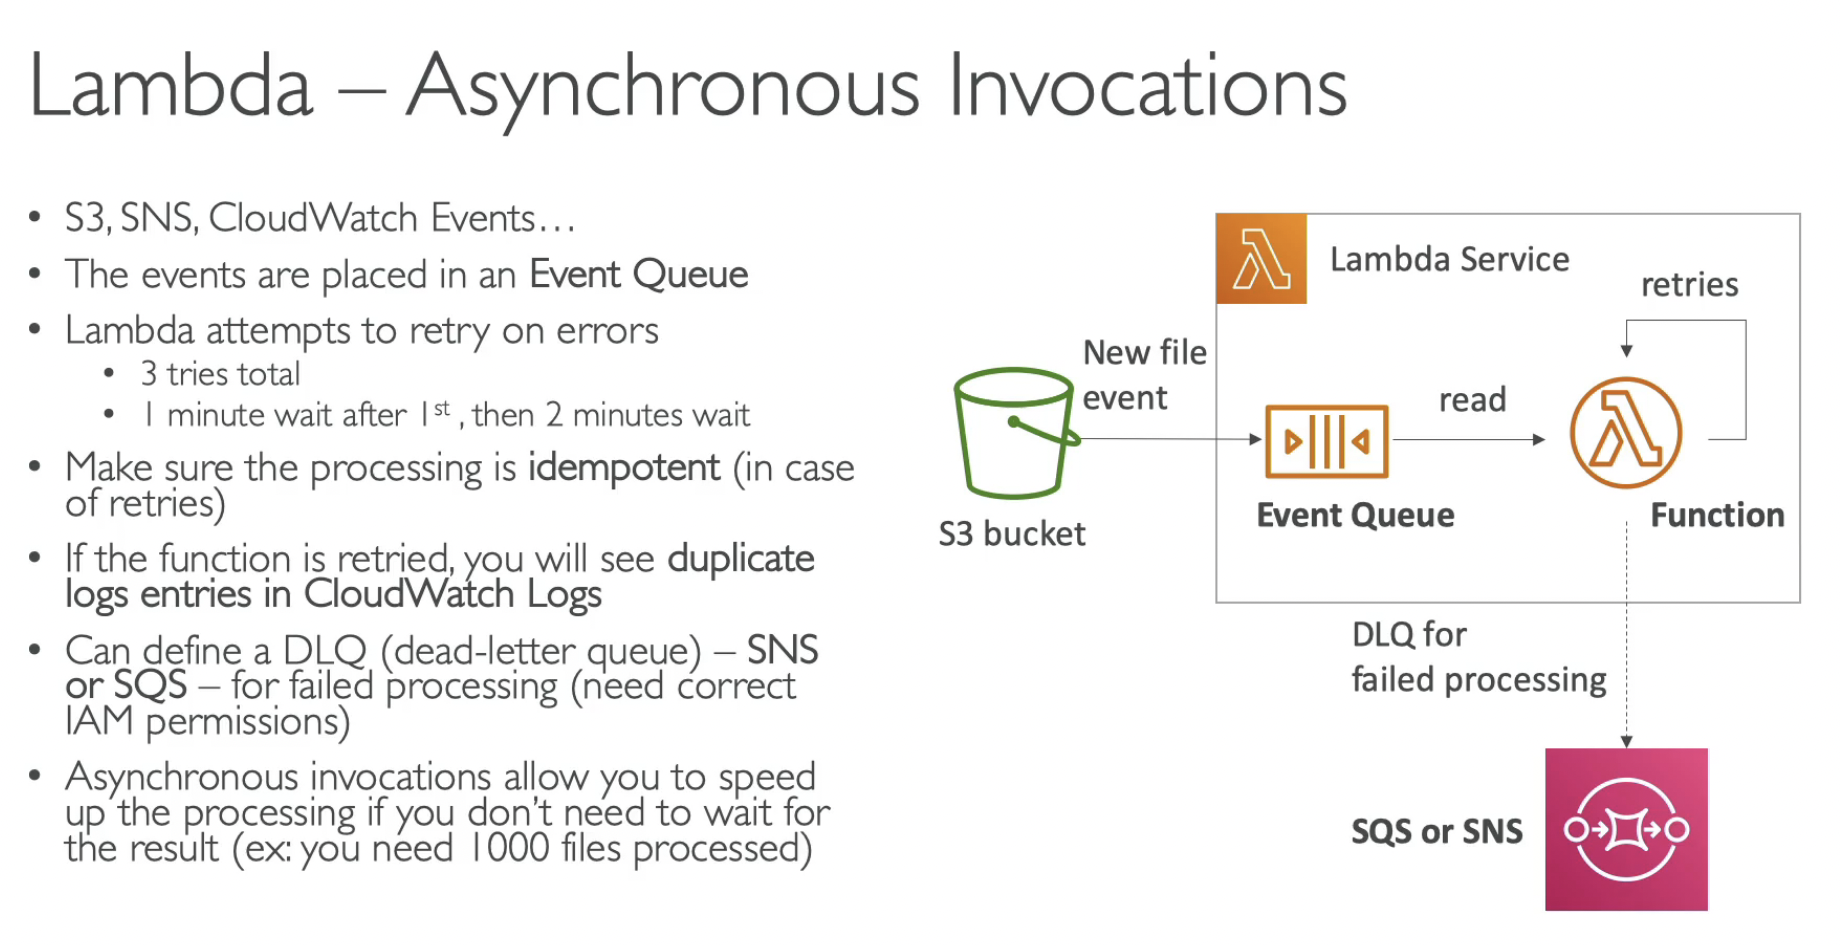 Lambda – Asynchronous Invocations
• S3, SNS, CloudWatch Events…
• The events are placed in an Event Queue
• Lambda attempts to retry on errors
• 3 tries total
• 1 minute wait after 1st , then 2 minutes wait
• Make sure the processing is idempotent (in case
of retries)
• If the function is retried, you will see duplicate
logs entries in CloudWatch Logs
• Can define a DLQ (dead-letter queue) – SNS
or SQS – for failed processing (need correct
IAM permissions)
• Asynchronous invocations allow you to speed
up the processing if you don’t need to wait for
the result (ex: you need 1000 files processed)
Lambda Service
retries
New file
event
read
S3 bucket
Event Queue
Function
DLQ for
failed processing
SQS or SNS